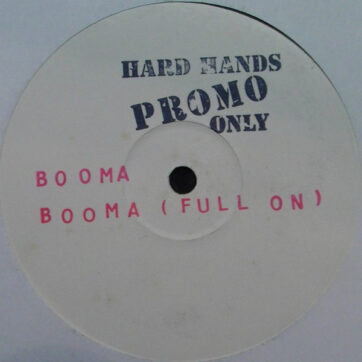 HARD HANDS
PROMO
ONLY
BOOMA
BOOMA (FULL ON)